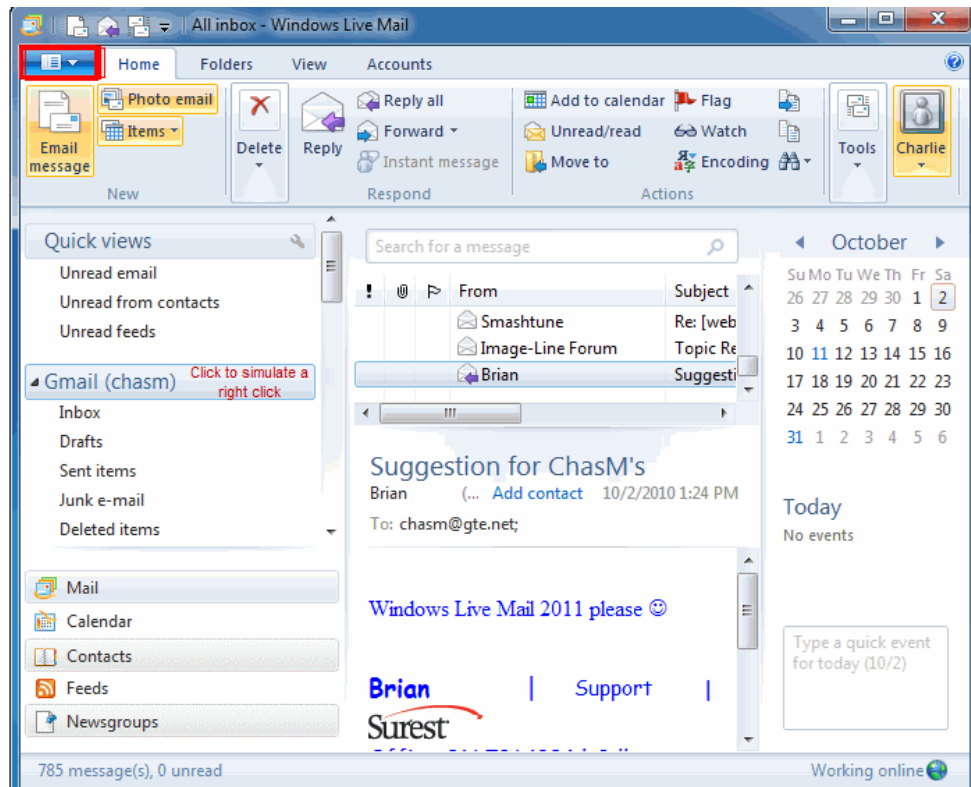 All inbox - Windows Live Mail
Home Folders View Accounts
Photo email
Items
Email message
New
Delete
Reply
Reply all
Forward
Instant message
Respond
Add to calendar
Unread/read
Move to
Flag
Watch
Encoding
Actions
Tools
Charlie
Quick views
Unread email
Unread from contacts
Unread feeds
Gmail (chasm)
Click to simulate a
right click
Inbox
Drafts
Sent items
Junk e-mail
Deleted items
Mail
Calendar
Contacts
Feeds
Newsgroups
Search for a message
! From Subject
Smashtune Re: [web
Image-Line Forum Topic Re
Brian Suggesti
Suggestion for ChasM's
Brian (... Add contact 10/2/2010 1:24 PM
To: chasm@gte.net;
Windows Live Mail 2011 please
Brian | Support |
Surest
October
Su Mo Tu We Th Fr Sa
26 27 28 29 30 1 2
3 4 5 6 7 8 9
10 11 12 13 14 15 16
17 18 19 20 21 22 23
24 25 26 27 28 29 30
31 1 2 3 4 5 6
Today
No events
Type a quick event
for today (10/2)
785 message(s), 0 unread
Working online